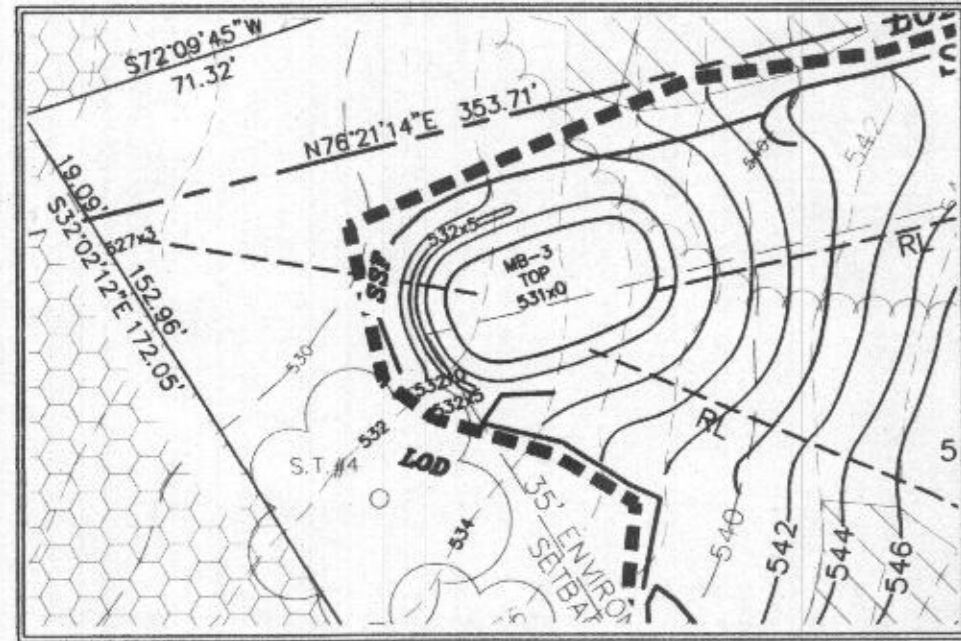 S72°09'45"W
71.32'
N76°21'14"E 353.71'
19.09'
S32°02'12"E 172.05'
152.96'
527x3
532x5
SSF
MB-3
TOP
531x0
540
542
RL
530
532x0
532x5
532
S.T. #4
LOD
534
RL
35' ENVIRON
SETBA
540
542
544
546
5